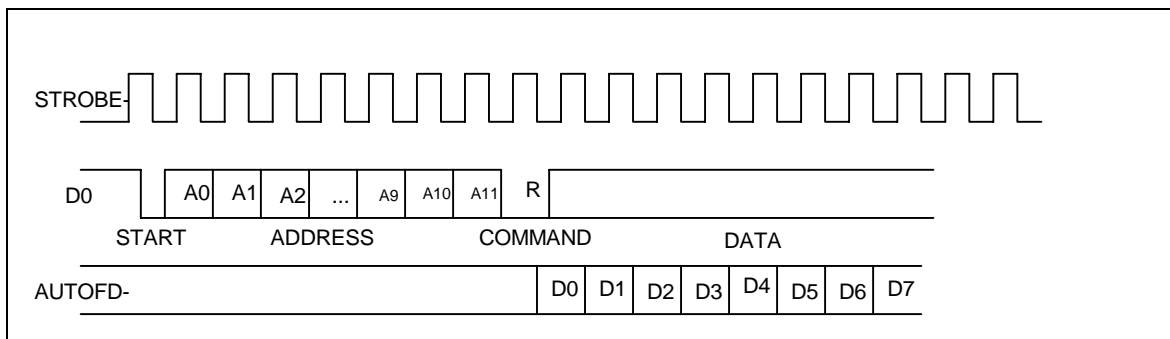 STROBE-
D0 A0 A1 A2 ... A9 A10 A11 R
START ADDRESS COMMAND DATA
AUTOFD- D0 D1 D2 D3 D4 D5 D6 D7